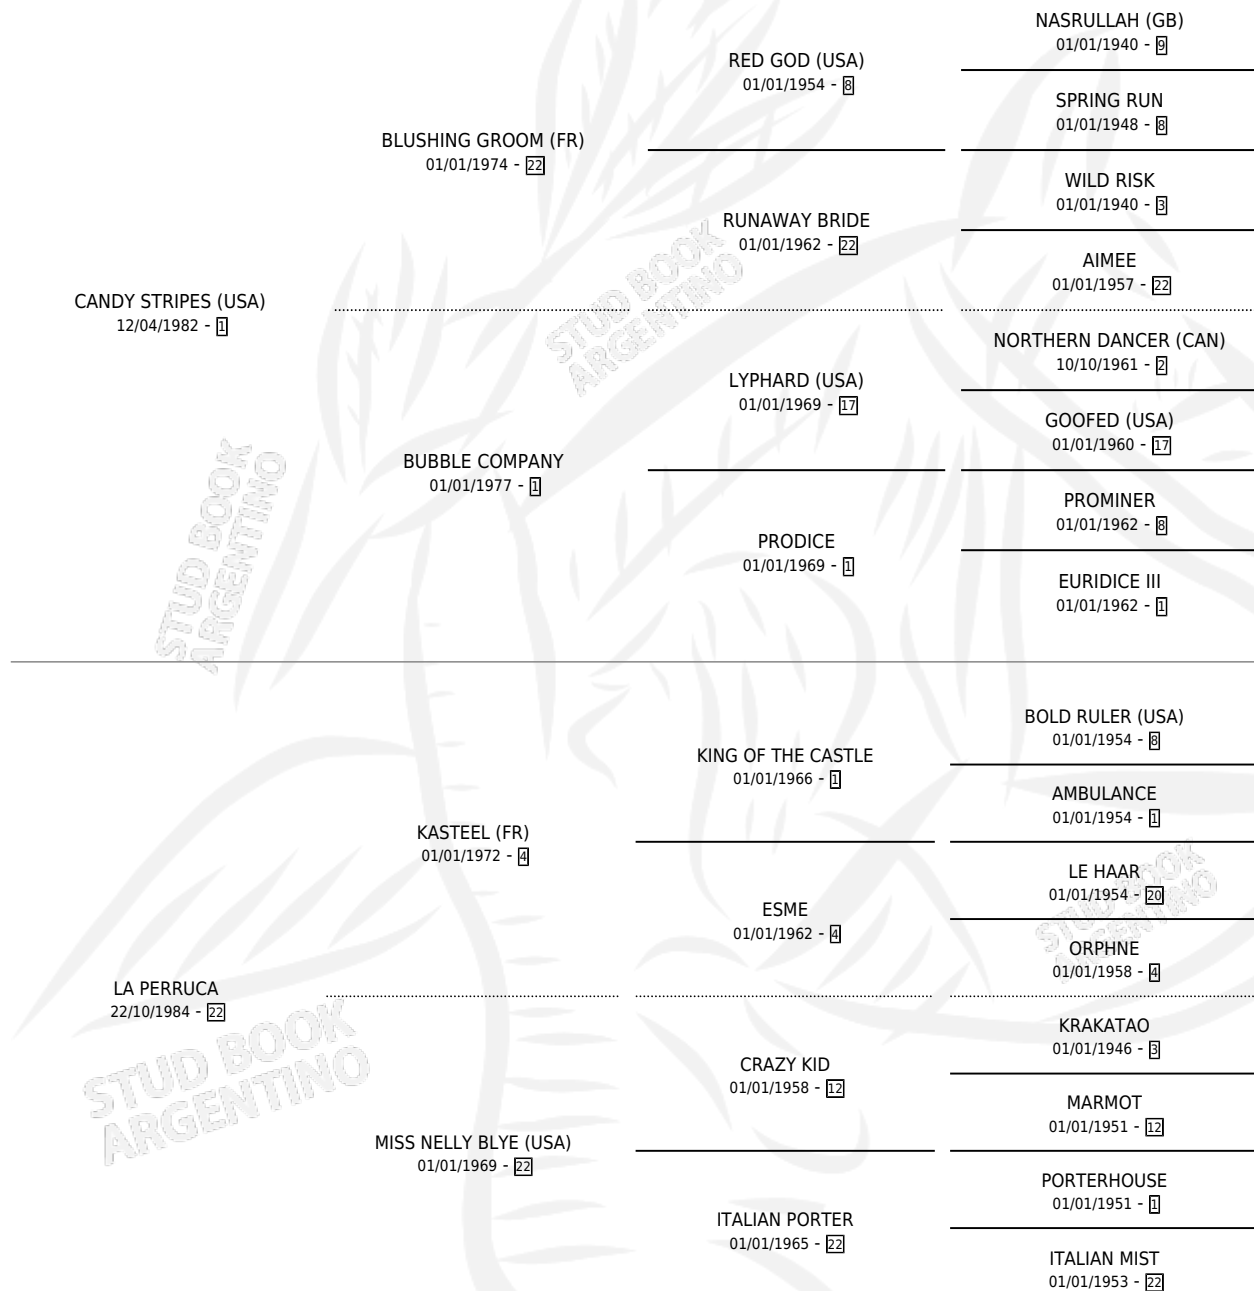 NASRULLAH (GB)
01/01/1940 - 9
RED GOD (USA)
01/01/1954 - 8
SPRING RUN
01/01/1948 - 8
BLUSHING GROOM (FR)
01/01/1974 - 22
WILD RISK
01/01/1940 - 3
RUNAWAY BRIDE
01/01/1962 - 22
AIMEE
01/01/1957 - 22
CANDY STRIPES (USA)
12/04/1982 - 1
NORTHERN DANCER (CAN)
10/10/1961 - 2
LYPHARD (USA)
01/01/1969 - 17
GOOFED (USA)
01/01/1960 - 17
BUBBLE COMPANY
01/01/1977 - 1
PROMINER
01/01/1962 - 8
PRODICE
01/01/1969 - 1
EURIDICE III
01/01/1962 - 1
BOLD RULER (USA)
01/01/1954 - 8
KING OF THE CASTLE
01/01/1966 - 1
AMBULANCE
01/01/1954 - 1
KASTEEL (FR)
01/01/1972 - 4
LE HAAR
01/01/1954 - 20
ESME
01/01/1962 - 4
ORPHNE
01/01/1958 - 4
LA PERRUCA
22/10/1984 - 22
KRAKATAO
01/01/1946 - 3
CRAZY KID
01/01/1958 - 12
MARMOT
01/01/1951 - 12
MISS NELLY BLYE (USA)
01/01/1969 - 22
PORTERHOUSE
01/01/1951 - 1
ITALIAN PORTER
01/01/1965 - 22
ITALIAN MIST
01/01/1953 - 22
STUD BOOK
ARGENTINO
STUD BOOK
ARGENTINO
STUD BOOK
ARGENTINO
STUD BOOK
ARGENTINO